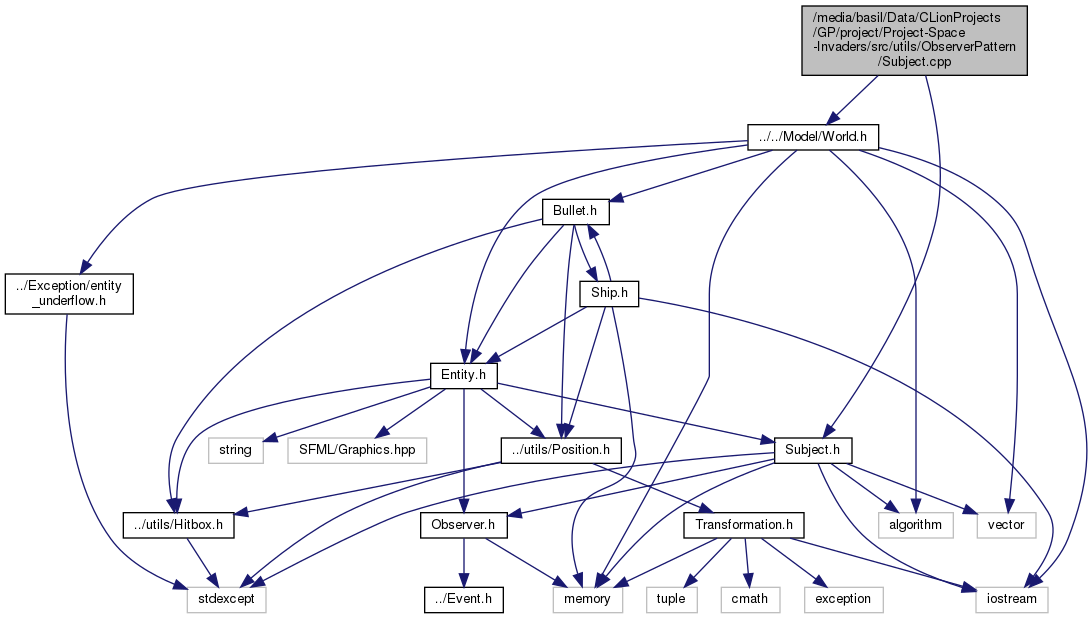 /media/basil/Data/CLionProjects
/GP/project/Project-Space
-Invaders/src/utils/ObserverPattern
/Subject.cpp
../../Model/World.h
Bullet.h
../Exception/entity
_underflow.h
Ship.h
Entity.h
string
SFML/Graphics.hpp
../utils/Position.h
Subject.h
../utils/Hitbox.h
Observer.h
Transformation.h
algorithm
vector
stdexcept
../Event.h
memory
tuple
cmath
exception
iostream